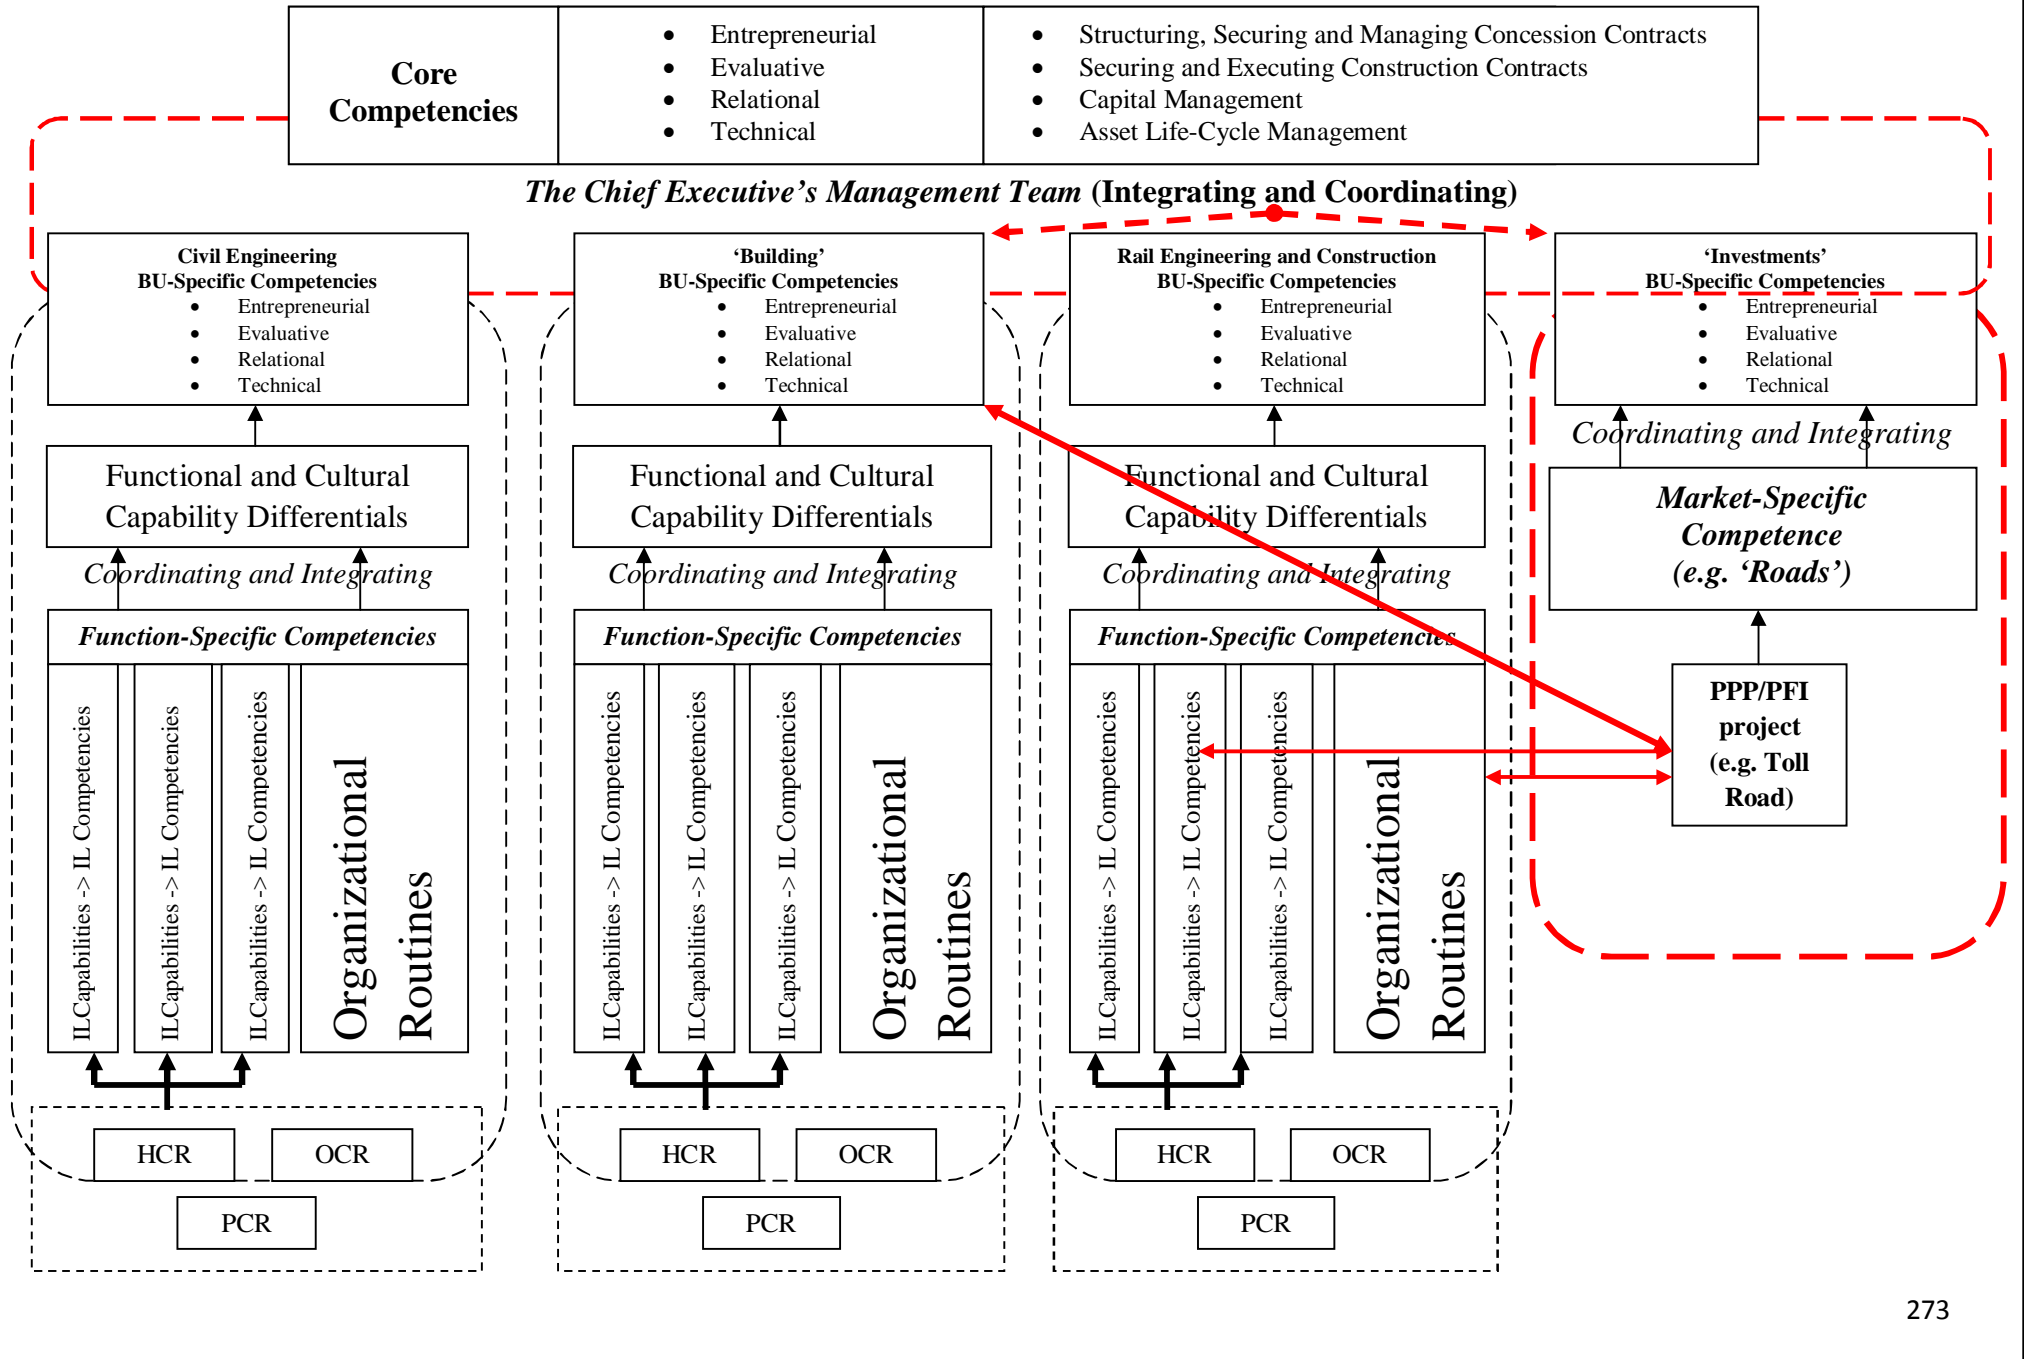 Core
Competencies
• Entrepreneurial
• Evaluative
• Relational
• Technical
• Structuring, Securing and Managing Concession Contracts
• Securing and Executing Construction Contracts
• Capital Management
• Asset Life-Cycle Management
The Chief Executive’s Management Team (Integrating and Coordinating)
Civil Engineering
BU-Specific Competencies
• Entrepreneurial
• Evaluative
• Relational
• Technical
Functional and Cultural
Capability Differentials
Coordinating and Integrating
Function-Specific Competencies
ILCapabilities -> IL Competencies
ILCapabilities -> IL Competencies
ILCapabilities -> IL Competencies
Organizational
Routines
HCR
OCR
PCR
‘Building’
BU-Specific Competencies
• Entrepreneurial
• Evaluative
• Relational
• Technical
Functional and Cultural
Capability Differentials
Coordinating and Integrating
Function-Specific Competencies
ILCapabilities -> IL Competencies
ILCapabilities -> IL Competencies
ILCapabilities -> IL Competencies
Organizational
Routines
HCR
OCR
PCR
Rail Engineering and Construction
BU-Specific Competencies
• Entrepreneurial
• Evaluative
• Relational
• Technical
Functional and Cultural
Capability Differentials
Coordinating and Integrating
Function-Specific Competencies
ILCapabilities -> IL Competencies
ILCapabilities -> IL Competencies
ILCapabilities -> IL Competencies
Organizational
Routines
HCR
OCR
PCR
‘Investments’
BU-Specific Competencies
• Entrepreneurial
• Evaluative
• Relational
• Technical
Coordinating and Integrating
Market-Specific
Competence
(e.g. ‘Roads’)
PPP/PFI
project
(e.g. Toll
Road)
273